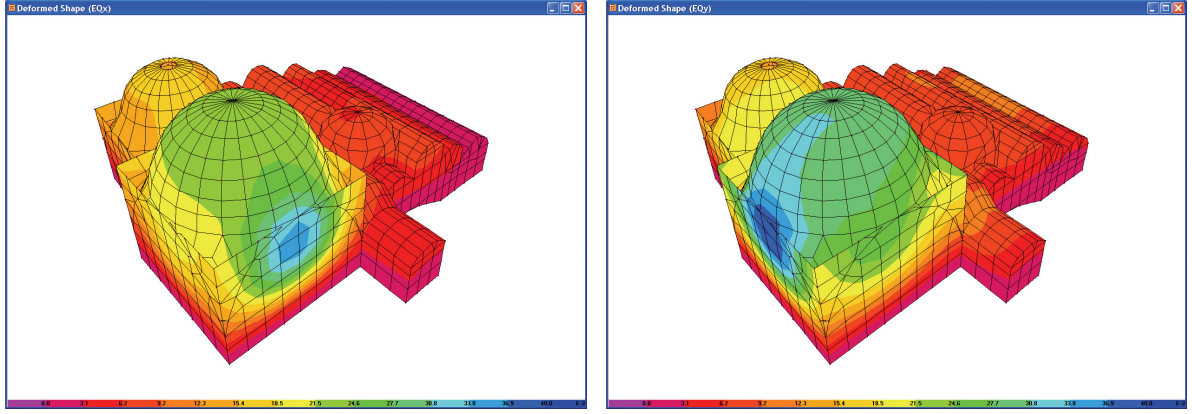 Deformed Shape (EQx)
0.0 3.1 6.2 9.2 12.3 15.4 18.5 21.5 24.6 27.7 30.8 33.8 36.9 40.0 E-3
Deformed Shape (EQy)
0.0 3.1 6.2 9.2 12.3 15.4 18.5 21.5 24.6 27.7 30.8 33.8 36.9 40.0 E-3